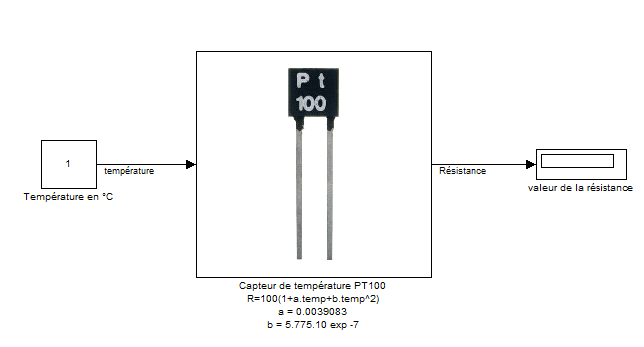 P t
100
1
température
Résistance
Température en °C
valeur de la résistance
Capteur de température PT100
R=100(1+a.temp+b.temp^2)
a = 0.0039083
b = 5.775.10 exp -7